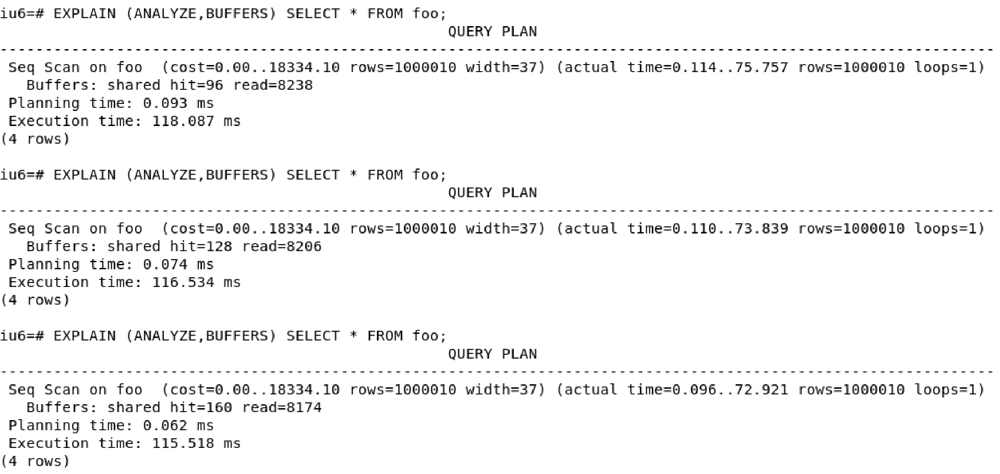 iu6=# EXPLAIN (ANALYZE,BUFFERS) SELECT * FROM foo;
QUERY PLAN
---------------------------------------------------------------------------------------------------------------
Seq Scan on foo  (cost=0.00..18334.10 rows=1000010 width=37) (actual time=0.114..75.757 rows=1000010 loops=1)
Buffers: shared hit=96 read=8238
Planning time: 0.093 ms
Execution time: 118.087 ms
(4 rows)
iu6=# EXPLAIN (ANALYZE,BUFFERS) SELECT * FROM foo;
QUERY PLAN
---------------------------------------------------------------------------------------------------------------
Seq Scan on foo  (cost=0.00..18334.10 rows=1000010 width=37) (actual time=0.110..73.839 rows=1000010 loops=1)
Buffers: shared hit=128 read=8206
Planning time: 0.074 ms
Execution time: 116.534 ms
(4 rows)
iu6=# EXPLAIN (ANALYZE,BUFFERS) SELECT * FROM foo;
QUERY PLAN
---------------------------------------------------------------------------------------------------------------
Seq Scan on foo  (cost=0.00..18334.10 rows=1000010 width=37) (actual time=0.096..72.921 rows=1000010 loops=1)
Buffers: shared hit=160 read=8174
Planning time: 0.062 ms
Execution time: 115.518 ms
(4 rows)